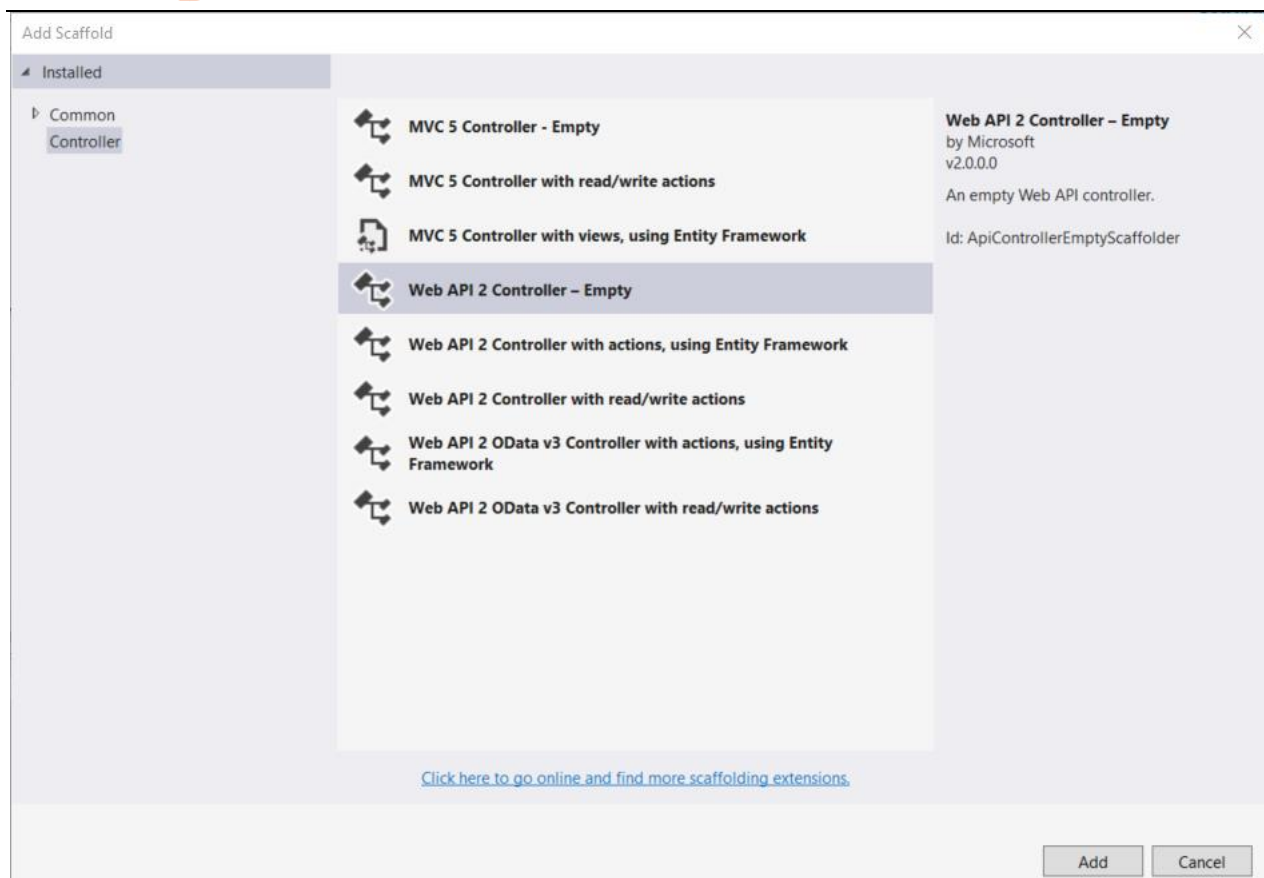 Add Scaffold
Installed
Common
Controller
MVC 5 Controller - Empty
MVC 5 Controller with read/write actions
MVC 5 Controller with views, using Entity Framework
Web API 2 Controller – Empty
Web API 2 Controller with actions, using Entity Framework
Web API 2 Controller with read/write actions
Web API 2 OData v3 Controller with actions, using Entity
Framework
Web API 2 OData v3 Controller with read/write actions
Click here to go online and find more scaffolding extensions.
Web API 2 Controller – Empty
by Microsoft
v2.0.0.0
An empty Web API controller.
Id: ApiControllerEmptyScaffolder
Add
Cancel